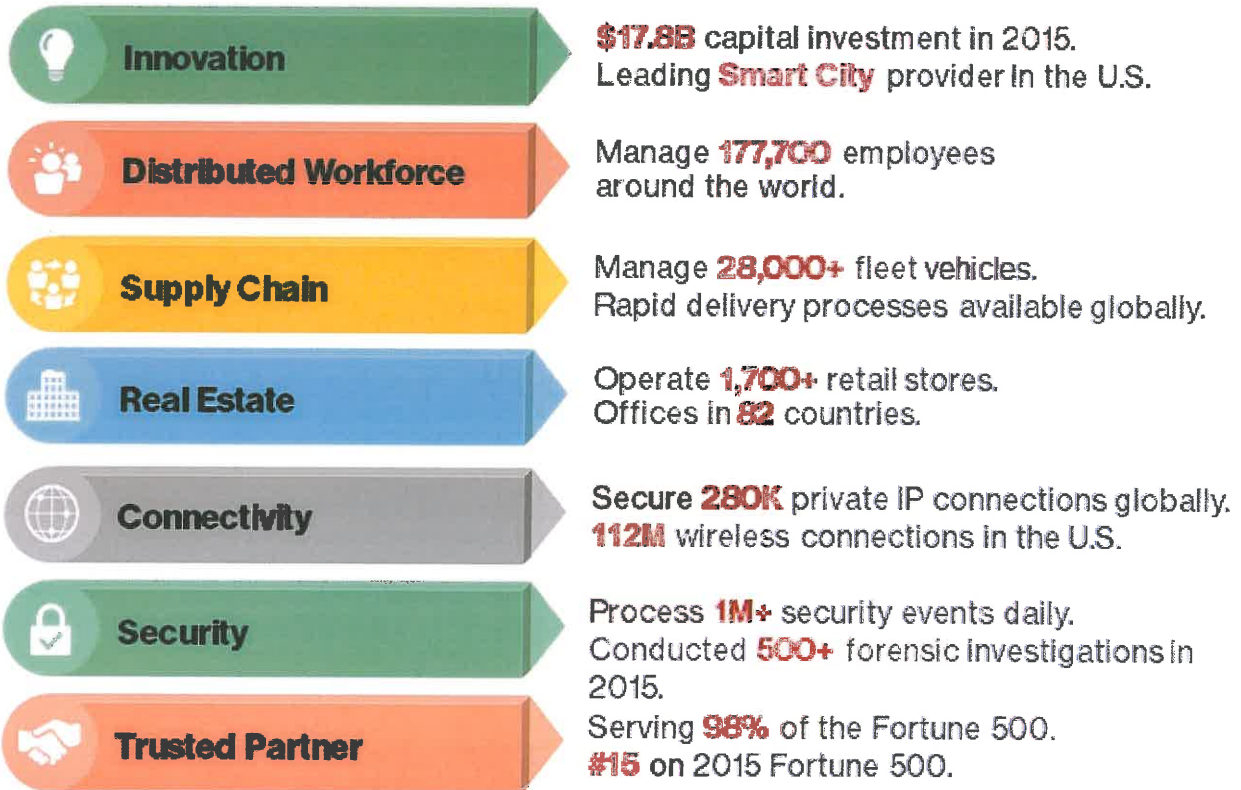 Innovation
$17.8B capital investment in 2015.
Leading Smart City provider in the U.S.
Distributed Workforce
Manage 177,700 employees
around the world.
Supply Chain
Manage 28,000+ fleet vehicles.
Rapid delivery processes available globally.
Real Estate
Operate 1,700+ retail stores.
Offices in 82 countries.
Connectivity
Secure 280K private IP connections globally.
112M wireless connections in the U.S.
Security
Process 1M+ security events daily.
Conducted 500+ forensic investigations in
2015.
Trusted Partner
Serving 98% of the Fortune 500.
#15 on 2015 Fortune 500.